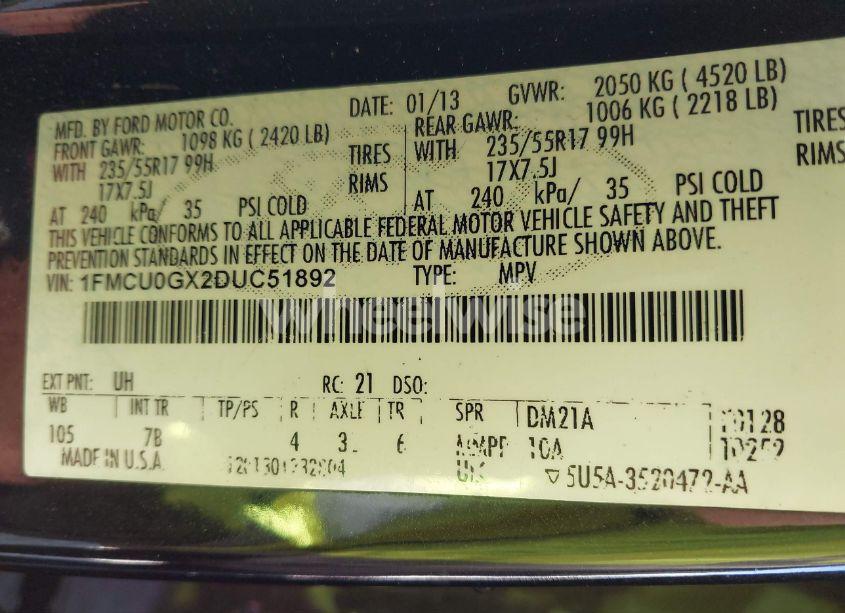 MFD. BY FORD MOTOR CO. DATE: 01/13 GVWR: 2050 KG ( 4520 LB)
FRONT GAWR: 1098 KG ( 2420 LB) REAR GAWR: 1006 KG ( 2218 LB)
WITH 235/55R17 99H TIRES WITH 235/55R17 99H TIRES
17X7.5J RIMS 17X7.5J RIMS
AT 240 kPa/ 35 PSI COLD AT 240 kPa/ 35 PSI COLD
THIS VEHICLE CONFORMS TO ALL APPLICABLE FEDERAL MOTOR VEHICLE SAFETY AND THEFT
PREVENTION STANDARDS IN EFFECT ON THE DATE OF MANUFACTURE SHOWN ABOVE.
VIN: 1FMCU0GX2DUC51892 TYPE: MPV
wheelwise
EXT PNT: UH RC: 21 DSO:
WB INT TR TP/PS R AXLE TR SPR DM21A
105 7B 4 3 6 10A
MADE IN U.S.A. ▽5U5A-3520472-AA